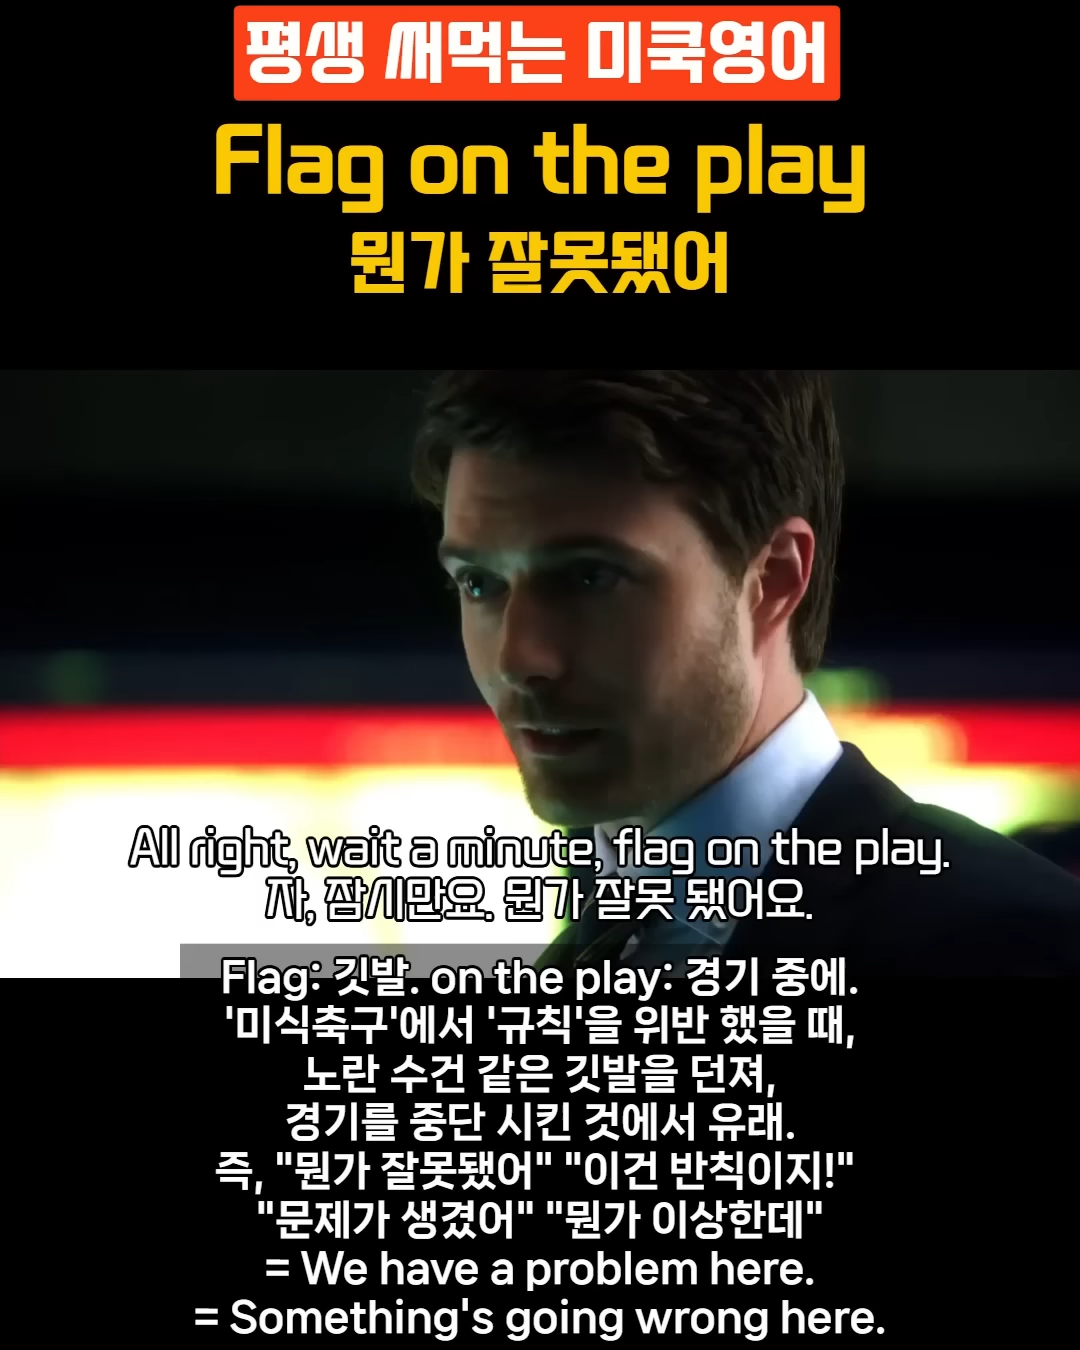 평생 써먹는 미쿡영어
Flag on the play
뭔가 잘못됐어
All right, wait a minute, flag on the play.
자, 잠시만요. 뭔가 잘못 됐어요.
Flag: 깃발. on the play: 경기 중에.
'미식축구'에서 '규칙'을 위반 했을 때,
노란 수건 같은 깃발을 던져,
경기를 중단 시킨 것에서 유래.
즉, "뭔가 잘못됐어" "이건 반칙이지!"
"문제가 생겼어" "뭔가 이상한데"
= We have a problem here.
= Something's going wrong here.